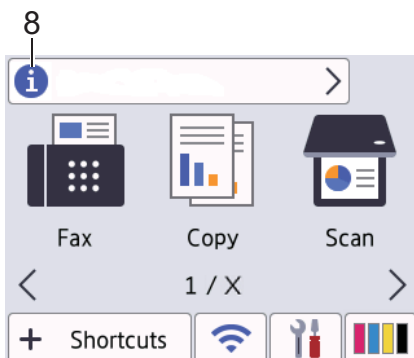 8
i
Fax Copy Scan
< 1 / X >
+ Shortcuts